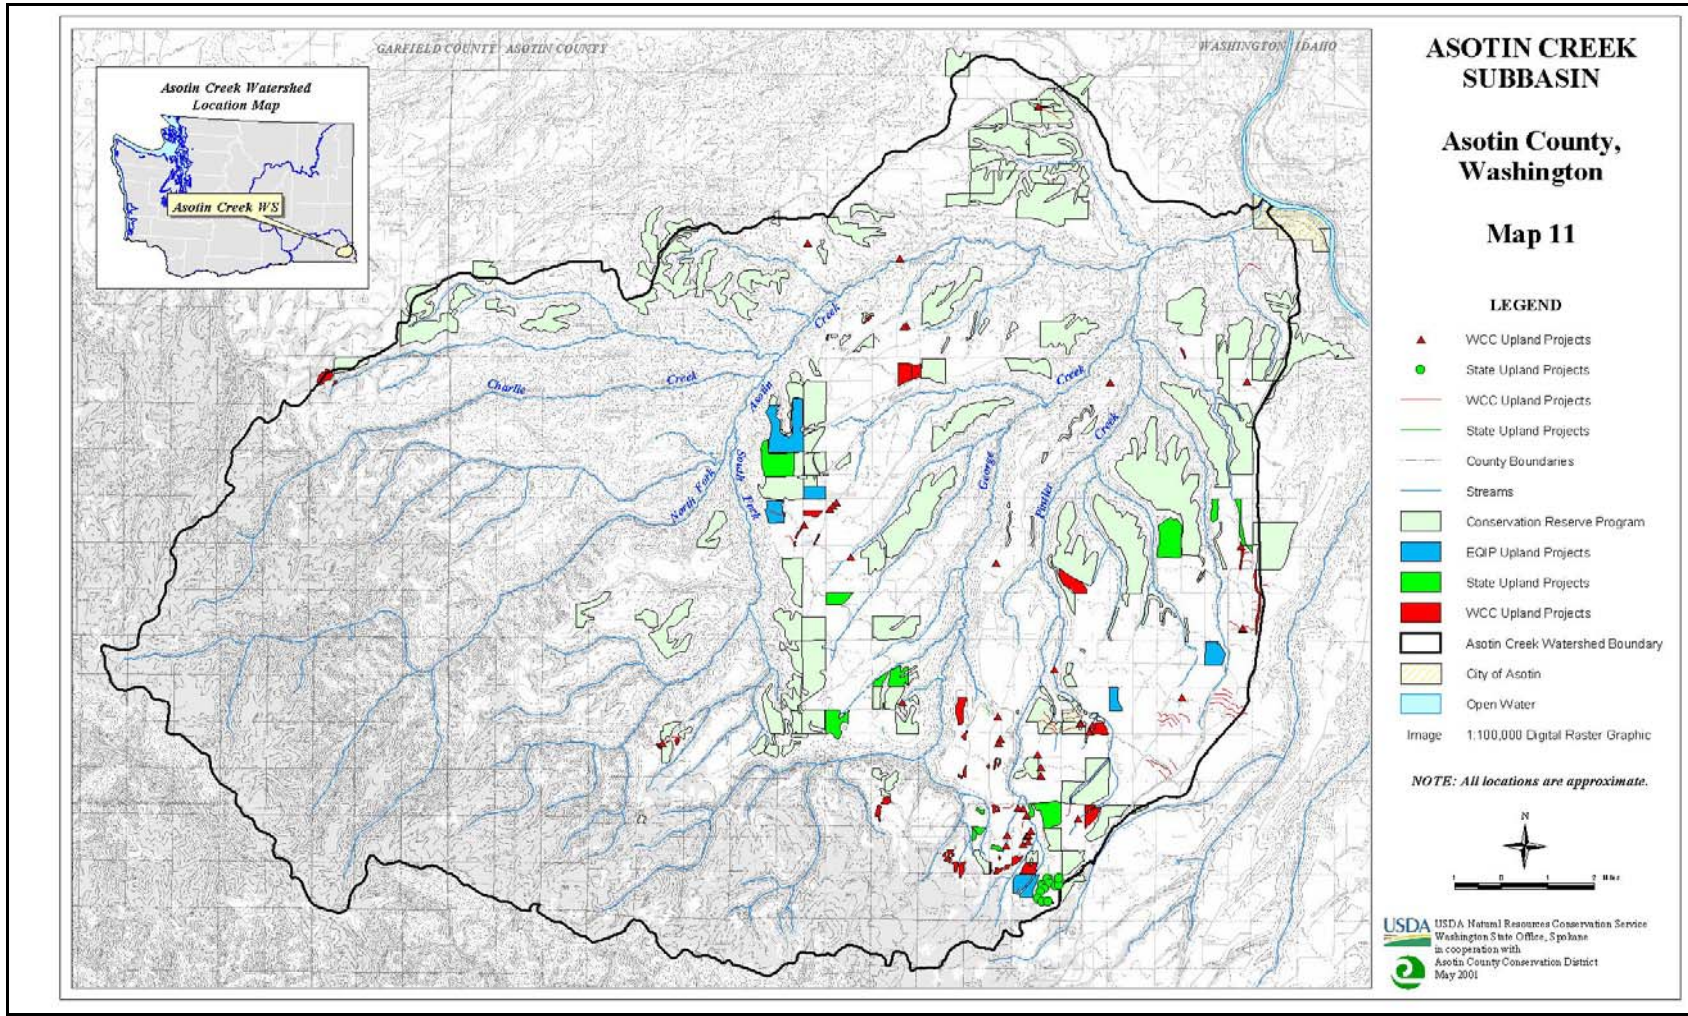 GARFIELD COUNTY ASOTIN COUNTY
WASHINGTON IDAHO
Asotin Creek Watershed
Location Map
Asotin Creek WS
Creek
Charlie
Creek
Asotin
Creek
Creek
North Fork
South Fork
George
Pintler
ASOTIN CREEK
SUBBASIN
Asotin County,
Washington
Map 11
LEGEND
WCC Upland Projects
State Upland Projects
WCC Upland Projects
State Upland Projects
County Boundaries
Streams
Conservation Reserve Program
EQIP Upland Projects
State Upland Projects
WCC Upland Projects
Asotin Creek Watershed Boundary
City of Asotin
Open Water
Image 1:100,000 Digital Raster Graphic
NOTE: All locations are approximate.
N
1 0 1 2 Miles
USDA USDA Natural Resources Conservation Service
Washington State Office, Spokane
in cooperation with
Asotin County Conservation District
May 2001